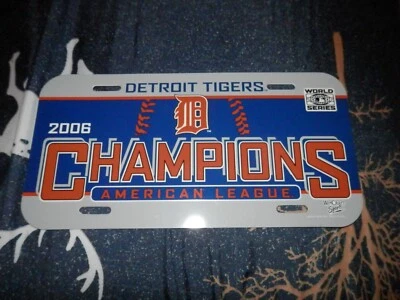 DETROIT TIGERS
WORLD
SERIES
D
2006
CHAMPIONS
AMERICAN LEAGUE